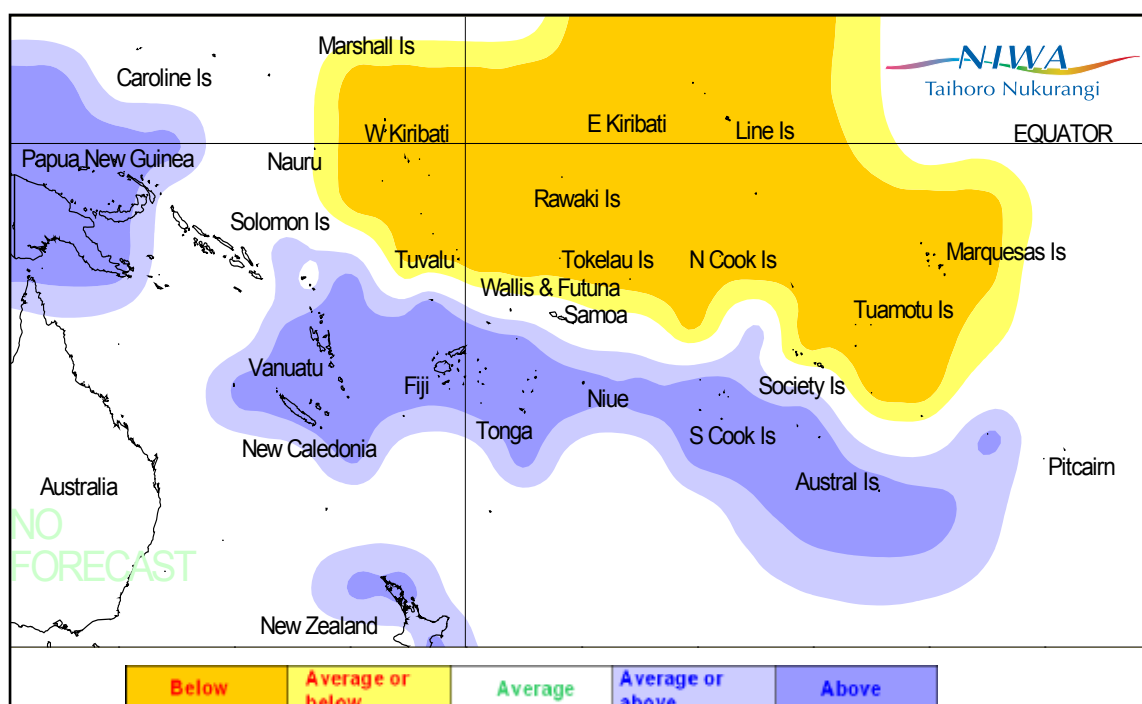 Marshall Is
NIWA
Taihoro Nukurangi
Caroline Is
W Kiribati
E Kiribati
Line Is
EQUATOR
Papua New Guinea
Nauru
Rawaki Is
Solomon Is
Tuvalu
Tokelau Is
N Cook Is
Marquesas Is
Wallis & Futuna
Samoa
Tuamotu Is
Vanuatu
Fiji
Niue
Society Is
New Caledonia
Tonga
S Cook Is
Pitcairn
Australia
Austral Is
NO
FORECAST
New Zealand
Below
Average or
below
Average
Average or
above
Above